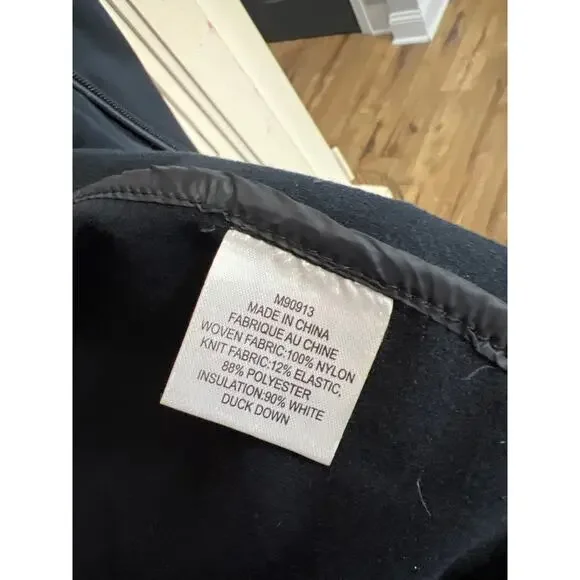 M90913
MADE IN CHINA
FABRIQUE AU CHINE
WOVEN FABRIC:100% NYLON
KNIT FABRIC:12% ELASTIC,
88% POLYESTER
INSULATION:90% WHITE
DUCK DOWN